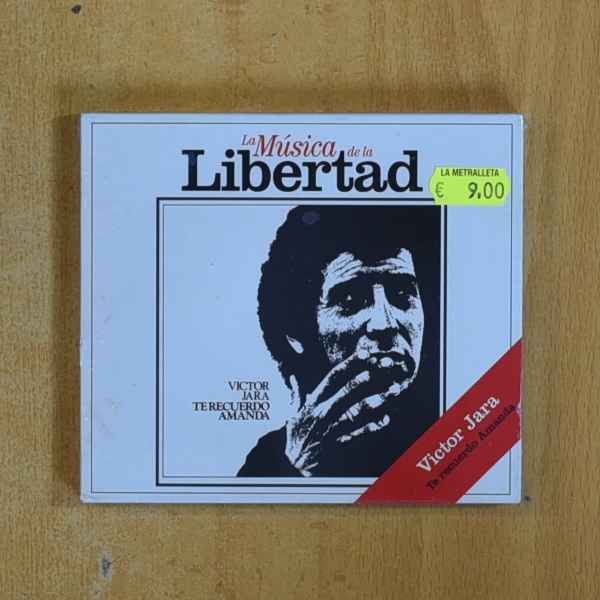 La Música de la
Libertad
LA METRALLETA
€ 9,00
VICTOR
JARA
TE RECUERDO
AMANDA
Victor Jara
Te recuerdo Amanda